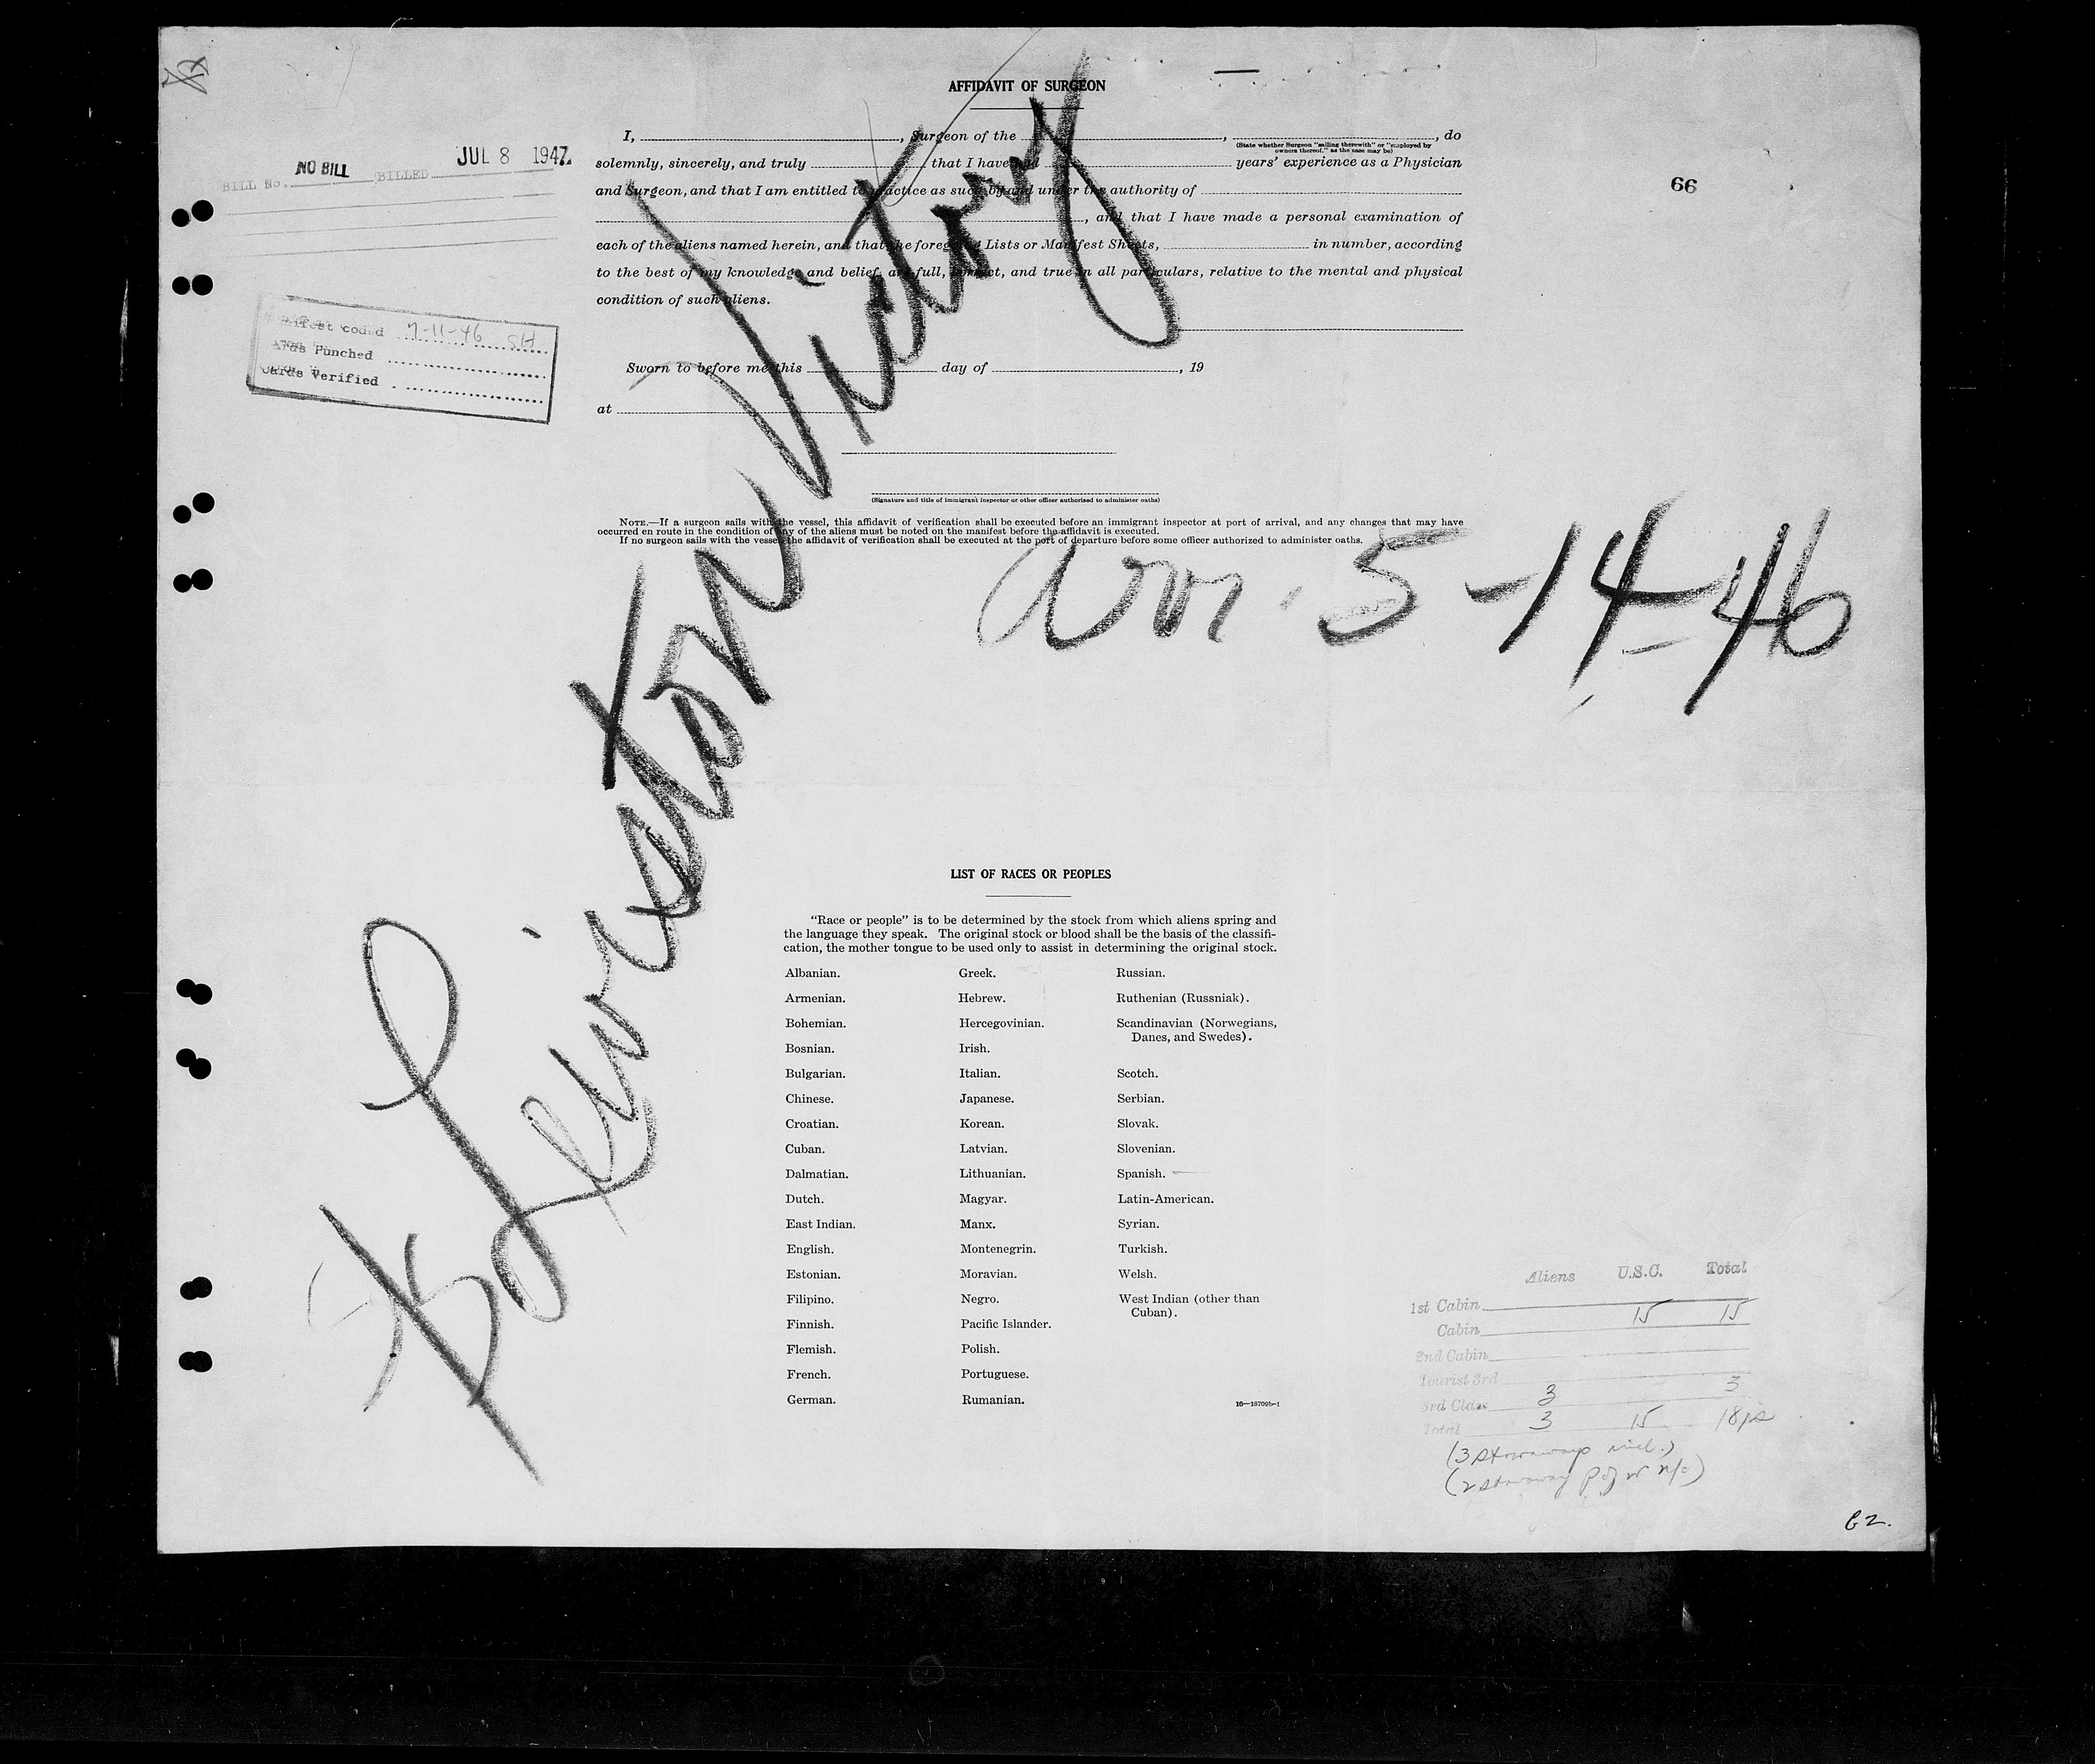 AFFIDAVIT OF SURGEON
I, , Surgeon of the , , do
(State whether Surgeon "sailing therewith" or "employed by
owners thereof," as the case may be)
solemnly, sincerely, and truly that I have had years' experience as a Physician
and Surgeon, and that I am entitled to practice as such by and under the authority of
, and that I have made a personal examination of
each of the aliens named herein, and that the foregoing Lists or Manifest Sheets, in number, according
to the best of my knowledge and belief, are full, correct, and true in all particulars, relative to the mental and physical
condition of such aliens.
Sworn to before me this day of , 19
at
(Signature and title of immigrant inspector or other officer authorized to administer oaths)
NOTE.—If a surgeon sails with the vessel, this affidavit of verification shall be executed before an immigrant inspector at port of arrival, and any changes that may have
occurred en route in the condition of any of the aliens must be noted on the manifest before the affidavit is executed.
If no surgeon sails with the vessel the affidavit of verification shall be executed at the port of departure before some officer authorized to administer oaths.
JUL 8 1947
BILL No. NO BILL BILLED
66
Manifest coded 7-11-46 SH
Cards Punched
Cards Verified
Lewiston Victory
arr. 5-14-46
LIST OF RACES OR PEOPLES
"Race or people" is to be determined by the stock from which aliens spring and
the language they speak. The original stock or blood shall be the basis of the classifi-
cation, the mother tongue to be used only to assist in determining the original stock.
Albanian.
Armenian.
Bohemian.
Bosnian.
Bulgarian.
Chinese.
Croatian.
Cuban.
Dalmatian.
Dutch.
East Indian.
English.
Estonian.
Filipino.
Finnish.
Flemish.
French.
German.
Greek.
Hebrew.
Hercegovinian.
Irish.
Italian.
Japanese.
Korean.
Latvian.
Lithuanian.
Magyar.
Manx.
Montenegrin.
Moravian.
Negro.
Pacific Islander.
Polish.
Portuguese.
Rumanian.
Russian.
Ruthenian (Russniak).
Scandinavian (Norwegians,
Danes, and Swedes).
Scotch.
Serbian.
Slovak.
Slovenian.
Spanish.
Latin-American.
Syrian.
Turkish.
Welsh.
West Indian (other than
Cuban).
16—18709b-1
Aliens U.S.C. Total
1st Cabin 15 15
Cabin
2nd Cabin
Tourist 3rd
3rd Class 3 3
Total 3 15 18
(3 stowaways incl.)
(2 stowaway
62.